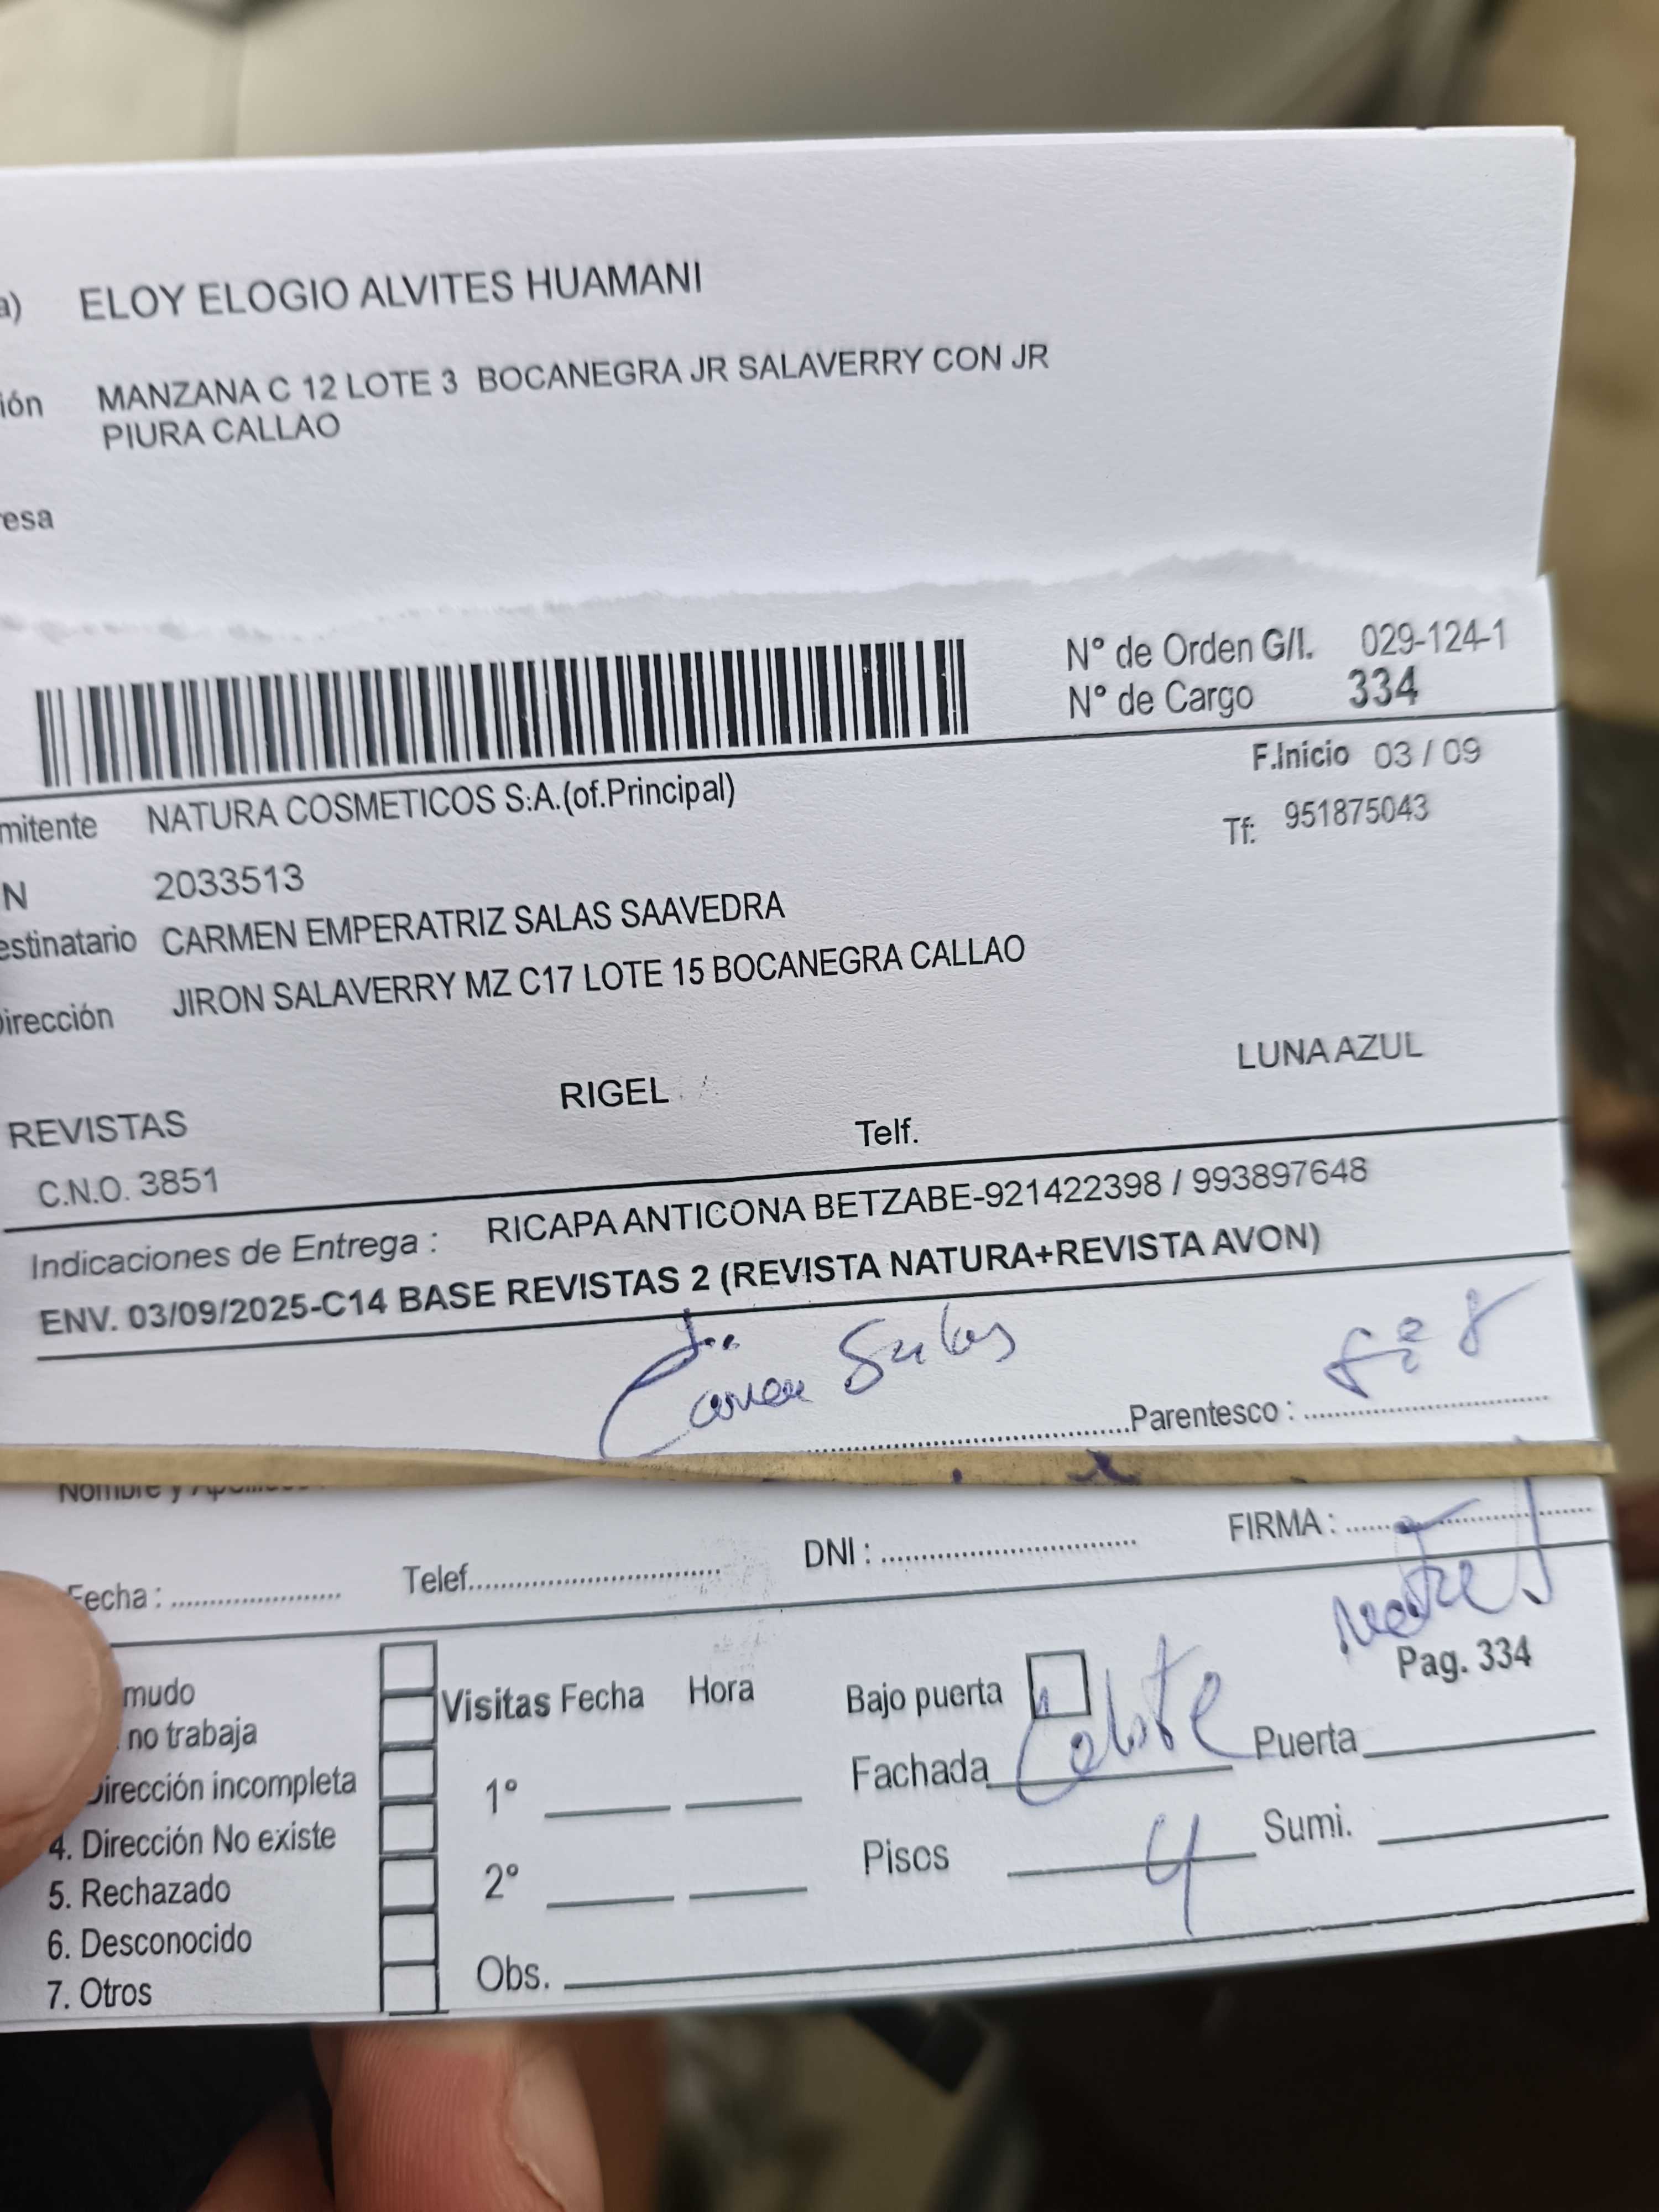 a) ELOY ELOGIO ALVITES HUAMANI
ión MANZANA C 12 LOTE 3 BOCANEGRA JR SALAVERRY CON JR
PIURA CALLAO
resa
N° de Orden G/I. 029-124-1
N° de Cargo 334
F.Inicio 03 / 09
mitente NATURA COSMETICOS S.A.(of.Principal)
Tf: 951875043
N 2033513
estinatario CARMEN EMPERATRIZ SALAS SAAVEDRA
Dirección JIRON SALAVERRY MZ C17 LOTE 15 BOCANEGRA CALLAO
LUNA AZUL
REVISTAS RIGEL
C.N.O. 3851 Telf.
Indicaciones de Entrega : RICAPA ANTICONA BETZABE-921422398 / 993897648
ENV. 03/09/2025-C14 BASE REVISTAS 2 (REVISTA NATURA+REVISTA AVON)
Salas
Parentesco :
Nombre y
Fecha : Telef. DNI : FIRMA :
Pag. 334
mudo
no trabaja
Dirección incompleta
4. Dirección No existe
5. Rechazado
6. Desconocido
7. Otros
Visitas Fecha Hora
1°
2°
Obs.
Bajo puerta
Fachada Celeste Puerta
Pisos 4 Sumi.